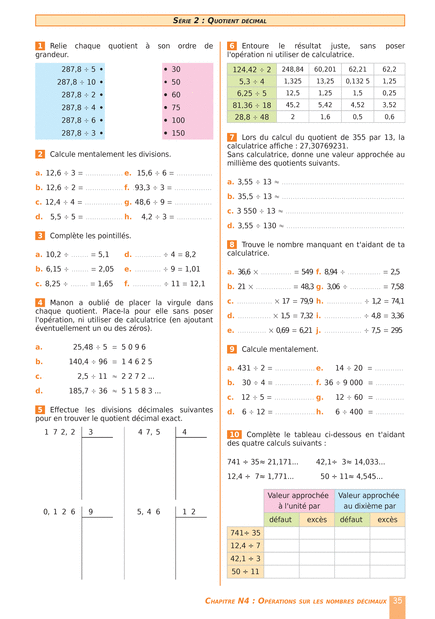 SÉRIE 2 : QUOTIENT DÉCIMAL
1 Relie chaque quotient à son ordre de
grandeur.
287,8 ÷ 5 • • 30
287,8 ÷ 10 • • 50
287,8 ÷ 2 • • 60
287,8 ÷ 4 • • 75
287,8 ÷ 6 • • 100
287,8 ÷ 3 • • 150
2 Calcule mentalement les divisions.
a. 12,6 ÷ 3 = ................ e. 15,6 ÷ 6 = ................
b. 12,6 ÷ 2 = ................ f. 93,3 ÷ 3 = ................
c. 12,4 ÷ 4 = ................ g. 48,6 ÷ 9 = ................
d. 5,5 ÷ 5 = ................ h. 4,2 ÷ 3 = ................
3 Complète les pointillés.
a. 10,2 ÷ ........ = 5,1 d. ............ ÷ 4 = 8,2
b. 6,15 ÷ ........ = 2,05 e. ............ ÷ 9 = 1,01
c. 8,25 ÷ ........ = 1,65 f. ............ ÷ 11 = 12,1
4 Manon a oublié de placer la virgule dans
chaque quotient. Place-la pour elle sans poser
l'opération, ni utiliser de calculatrice (en ajoutant
éventuellement un ou des zéros).
a. 25,48 ÷ 5 = 5 0 9 6
b. 140,4 ÷ 96 = 1 4 6 2 5
c. 2,5 ÷ 11 ≈ 2 2 7 2 ...
d. 185,7 ÷ 36 ≈ 5 1 5 8 3 ...
5 Effectue les divisions décimales suivantes
pour en trouver le quotient décimal exact.
1 7 2, 2 3 4 7, 5 4
0, 1 2 6 9 5, 4 6 1 2
6 Entoure le résultat juste, sans poser
l'opération ni utiliser de calculatrice.
124,42 ÷ 2 248,84 60,201 62,21 62,2
5,3 ÷ 4 1,325 13,25 0,132 5 1,25
6,25 ÷ 5 12,5 1,25 1,5 0,25
81,36 ÷ 18 45,2 5,42 4,52 3,52
28,8 ÷ 48 2 1,6 0,5 0,6
7 Lors du calcul du quotient de 355 par 13, la
calculatrice affiche : 27,30769231.
Sans calculatrice, donne une valeur approchée au
millième des quotients suivants.
a. 3,55 ÷ 13 ≈ ................................................
b. 35,5 ÷ 13 ≈ ................................................
c. 3 550 ÷ 13 ≈ ................................................
d. 3,55 ÷ 130 ≈ ................................................
8 Trouve le nombre manquant en t'aidant de ta
calculatrice.
a. 36,6 × ............ = 549 f. 8,94 ÷ ............ = 2,5
b. 21 × ............ = 48,3 g. 3,06 ÷ ............ = 7,58
c. ............ × 17 = 79,9 h. ............ ÷ 1,2 = 74,1
d. ............ × 1,5 = 7,32 i. ............ ÷ 4,8 = 3,36
e. ............ × 0,69 = 6,21 j. ............ ÷ 7,5 = 295
9 Calcule mentalement.
a. 431 ÷ 2 = ................ e. 14 ÷ 20 = ............
b. 30 ÷ 4 = ................ f. 36 ÷ 9 000 = ............
c. 12 ÷ 5 = ................ g. 12 ÷ 60 = ............
d. 6 ÷ 12 = ................ h. 6 ÷ 400 = ............
10 Complète le tableau ci-dessous en t'aidant
des quatre calculs suivants :
741 ÷ 35≈ 21,171... 42,1÷ 3≈ 14,033...
12,4 ÷ 7≈ 1,771... 50 ÷ 11≈ 4,545...
Valeur approchée Valeur approchée
à l'unité par au dixième par
défaut excès défaut excès
741÷ 35
12,4 ÷ 7
42,1 ÷ 3
50 ÷ 11
CHAPITRE N4 : OPÉRATIONS SUR LES NOMBRES DÉCIMAUX 35